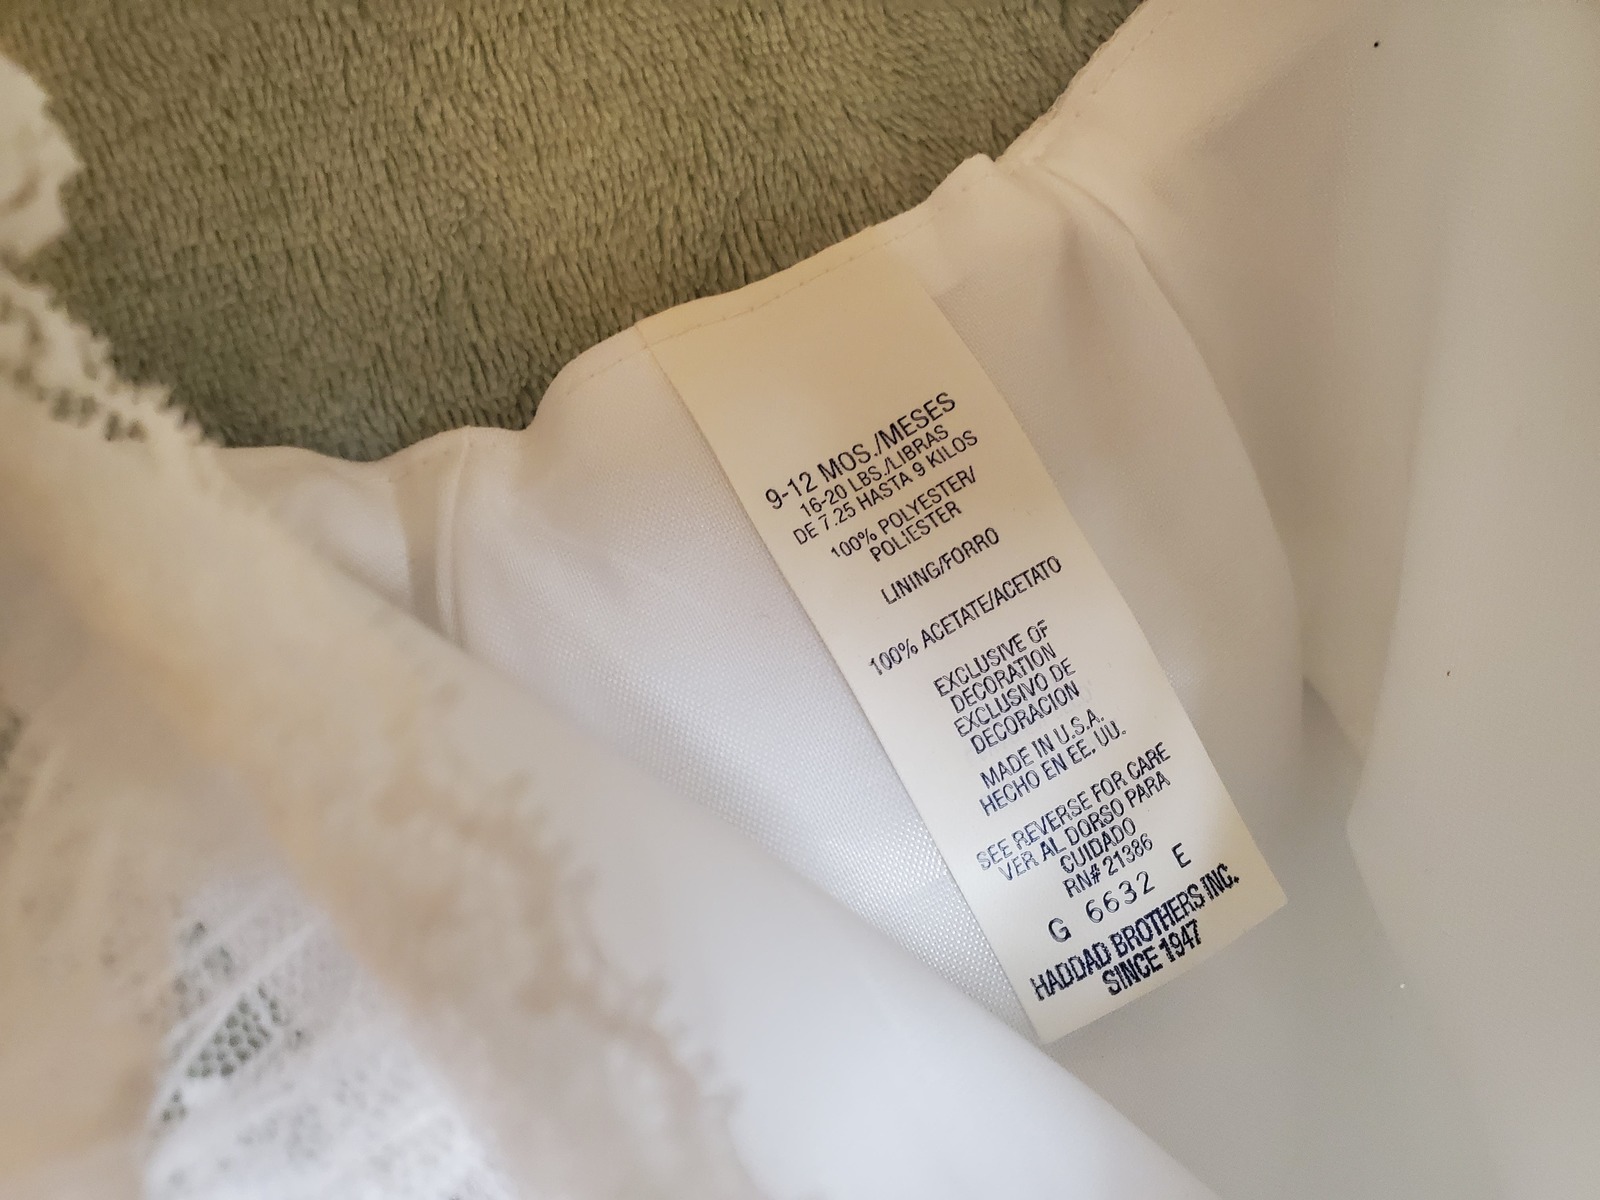 9-12 MOS./MESES
16-20 LBS./LIBRAS
DE 7.25 HASTA 9 KILOS
100% POLYESTER/
POLIESTER
LINING/FORRO
100% ACETATE/ACETATO
EXCLUSIVE OF
DECORATION
EXCLUSIVO DE
DECORACION
MADE IN U.S.A.
HECHO EN EE. UU.
SEE REVERSE FOR CARE
VER AL DORSO PARA
CUIDADO
RN# 21386
G 6632 E
HADDAD BROTHERS INC.
SINCE 1947